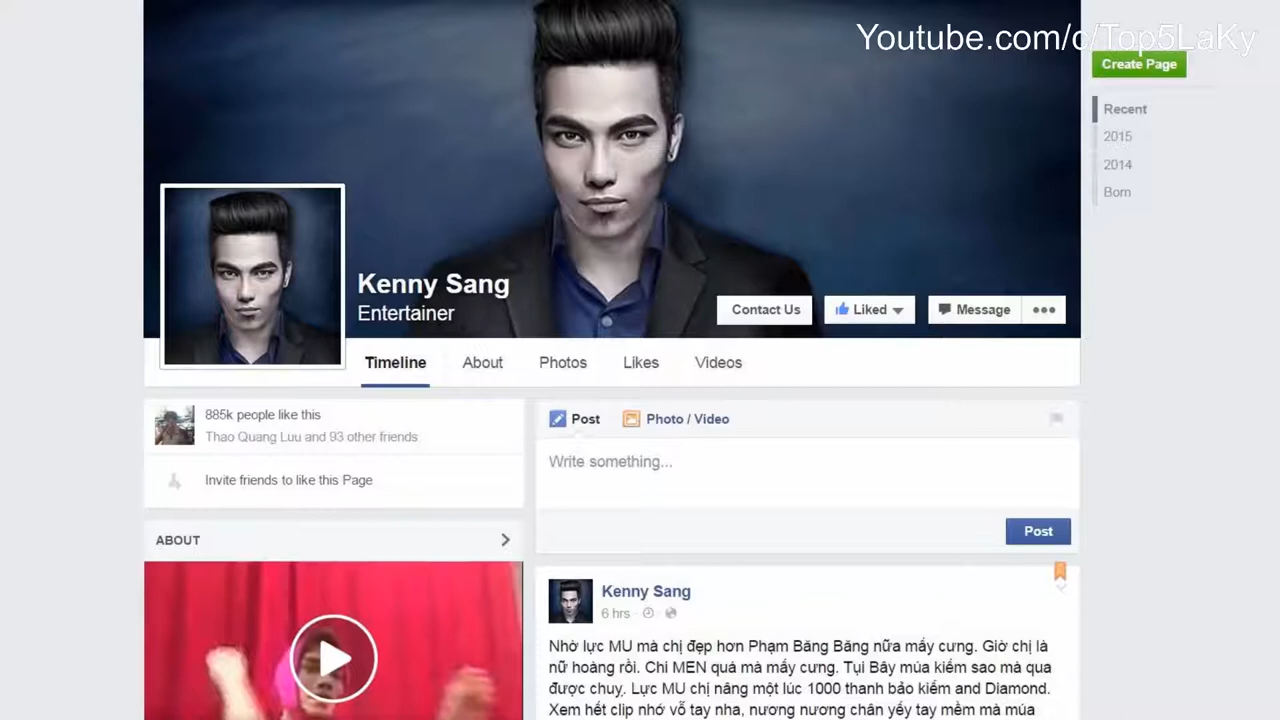 Youtube.com/c/Top5LaKy
Create Page
Recent
2015
2014
Born
Kenny Sang
Entertainer
Contact Us
Liked
Message
Timeline
About
Photos
Likes
Videos
885k people like this
Thao Quang Luu and 93 other friends
Invite friends to like this Page
ABOUT
Post
Photo / Video
Write something...
Post
Kenny Sang
6 hrs
Nhờ lực MU mà chị đẹp hơn Phạm Băng Băng nữa mấy cưng. Giờ chị là
nữ hoàng rồi. Chi MEN quá mà mấy cưng. Tụi Bây múa kiếm sao mà qua
được chuỵ. Lực MU chị nâng một lúc 1000 thanh bảo kiếm and Diamond.
Xem hết clip nhớ vỗ tay nha, nương nương chân yếu tay mềm mà múa